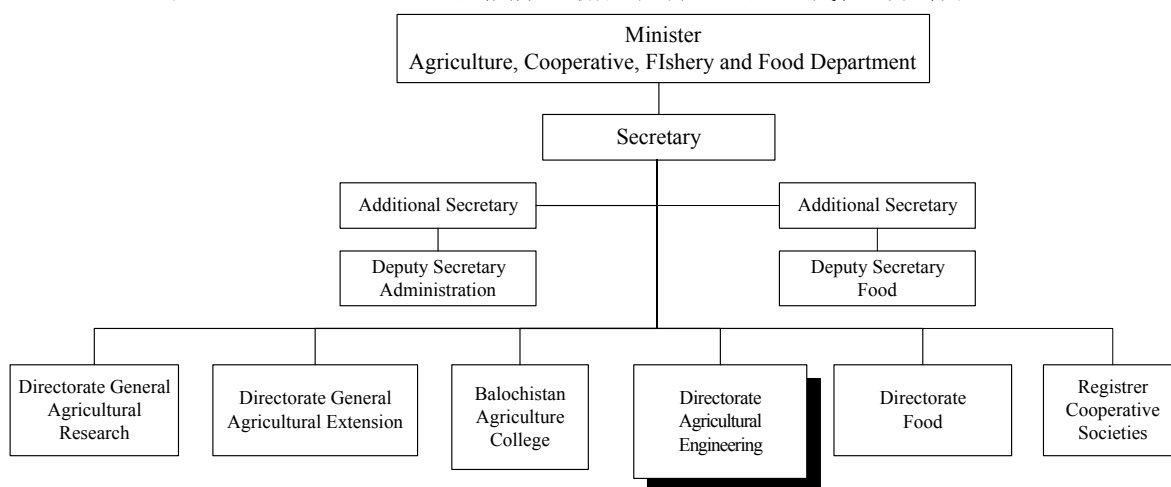 Minister
Agriculture, Cooperative, FIshery and Food Department
Secretary
Additional Secretary
Additional Secretary
Deputy Secretary
Administration
Deputy Secretary
Food
Directorate General
Agricultural
Research
Directorate General
Agricultural Extension
Balochistan
Agriculture
College
Directorate
Agricultural
Engineering
Directorate
Food
Registrer
Cooperative
Societies